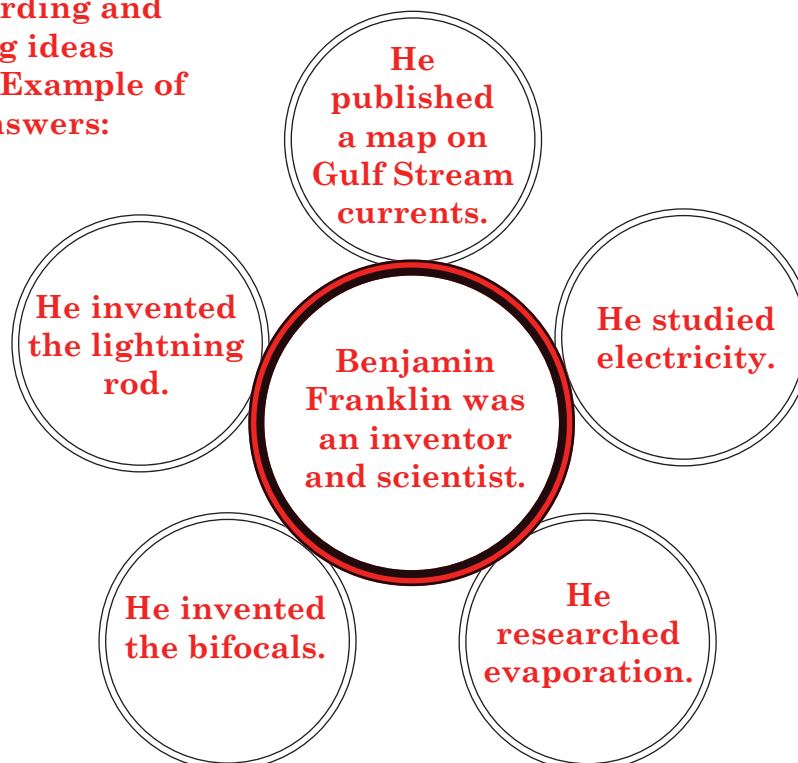 rding and
g ideas
Example of
nswers:
He
published
a map on
Gulf Stream
currents.
He invented
the lightning
rod.
He studied
electricity.
Benjamin
Franklin was
an inventor
and scientist.
He invented
the bifocals.
He
researched
evaporation.